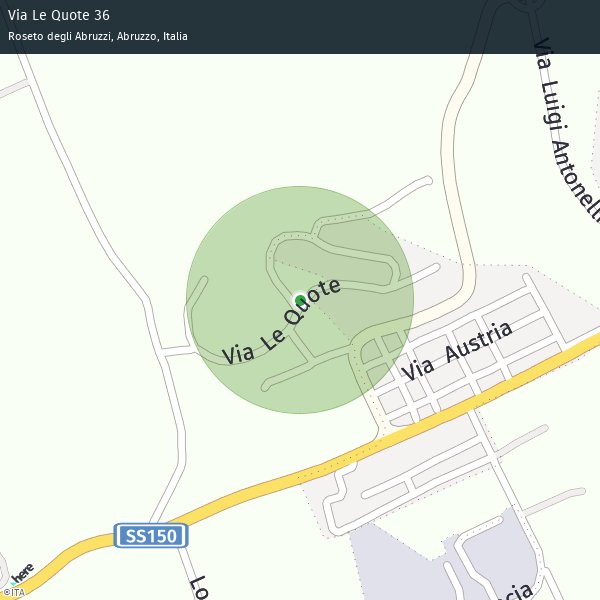 Via Le Quote 36
Roseto degli Abruzzi, Abruzzo, Italia
Via Luigi Antonelli
Via Le Quote
Via Austria
SS150
here
©ITA